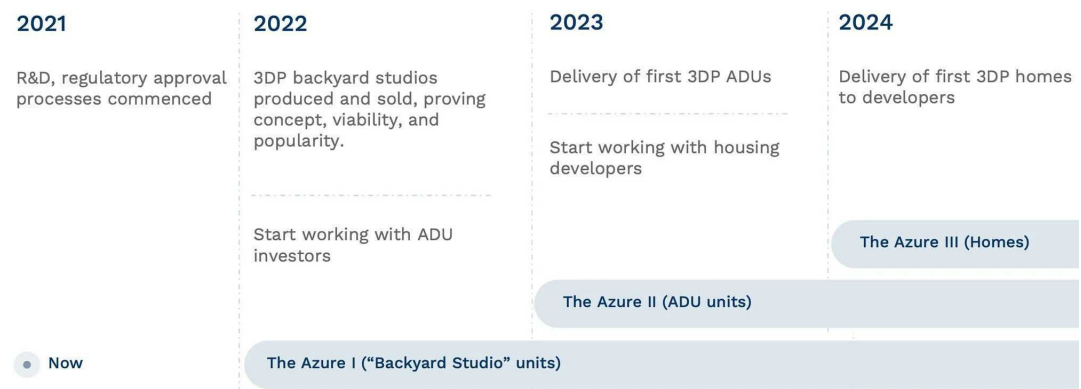 2021
R&D, regulatory approval
processes commenced
2022
3DP backyard studios
produced and sold, proving
concept, viability, and
popularity.
Start working with ADU
investors
2023
Delivery of first 3DP ADUs
Start working with housing
developers
2024
Delivery of first 3DP homes
to developers
The Azure III (Homes)
The Azure II (ADU units)
Now
The Azure I (“Backyard Studio” units)